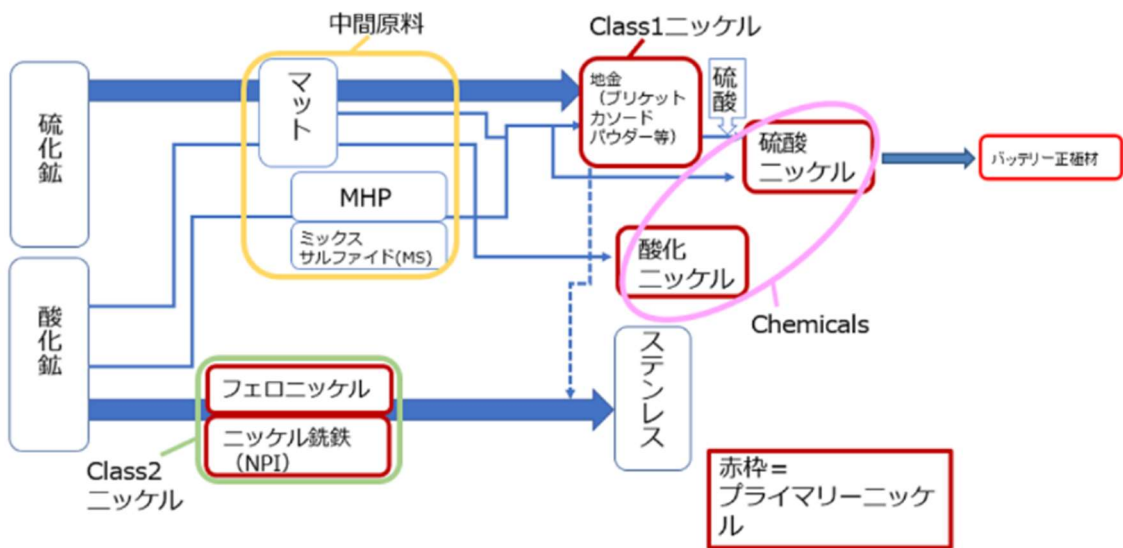 中間原料
Class1ニッケル
硫化鉱
マット
地金
（ブリケット
カソード
パウダー等）
硫酸
硫酸
ニッケル
バッテリー正極材
MHP
ミックス
サルファイド(MS)
酸化
ニッケル
Chemicals
酸化鉱
ステンレス
フェロニッケル
ニッケル銑鉄
（NPI）
Class2
ニッケル
赤枠＝
プライマリーニッケ
ル